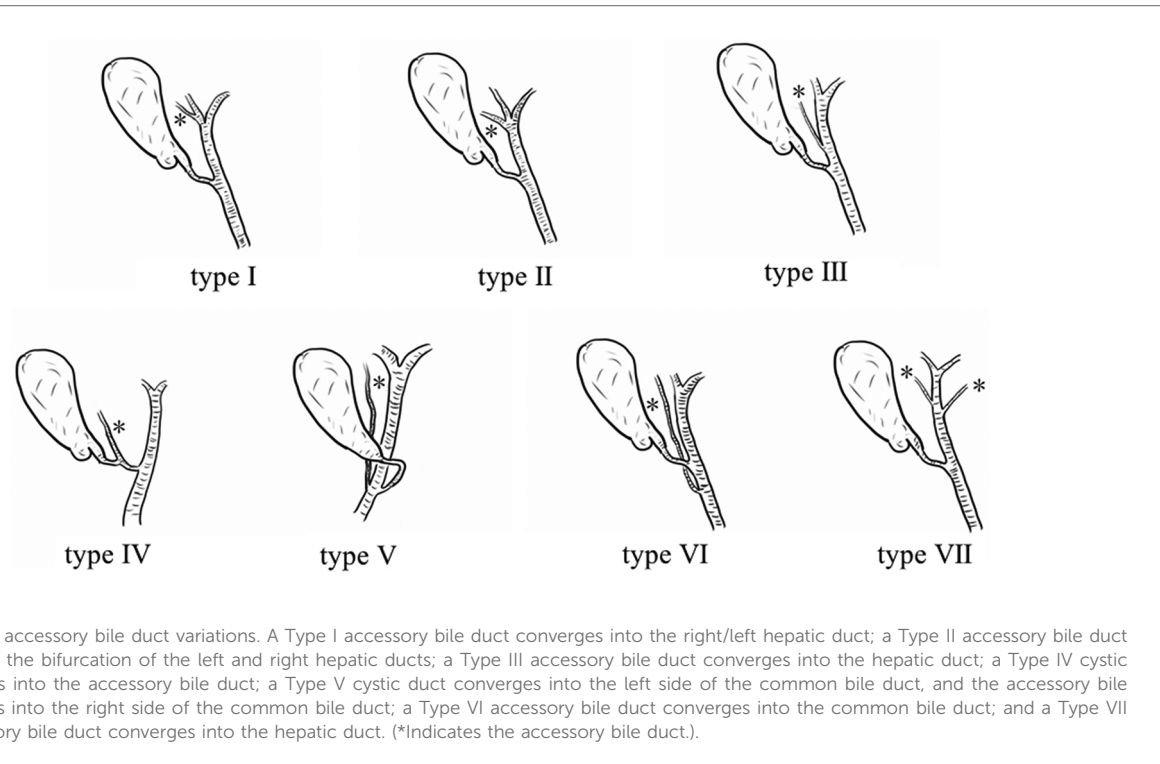 *
*
*
type I
type II
type III
*
*
*
*
*
type IV
type V
type VI
type VII
accessory bile duct variations. A Type I accessory bile duct converges into the right/left hepatic duct; a Type II accessory bile duct
the bifurcation of the left and right hepatic ducts; a Type III accessory bile duct converges into the hepatic duct; a Type IV cystic
s into the accessory bile duct; a Type V cystic duct converges into the left side of the common bile duct, and the accessory bile
s into the right side of the common bile duct; a Type VI accessory bile duct converges into the common bile duct; and a Type VII
ory bile duct converges into the hepatic duct. (*Indicates the accessory bile duct.).